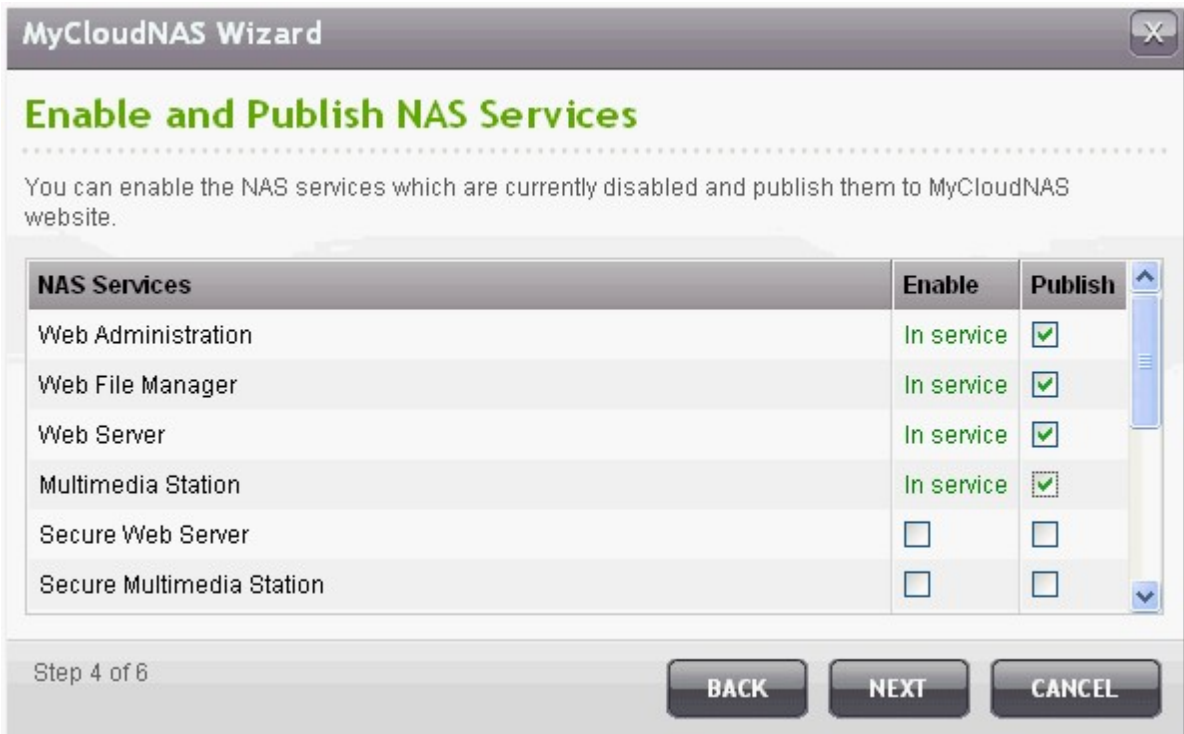 MyCloudNAS Wizard
X
Enable and Publish NAS Services
You can enable the NAS services which are currently disabled and publish them to MyCloudNAS
website.
NAS Services Enable Publish
Web Administration In service
Web File Manager In service
Web Server In service
Multimedia Station In service
Secure Web Server
Secure Multimedia Station
Step 4 of 6 BACK NEXT CANCEL